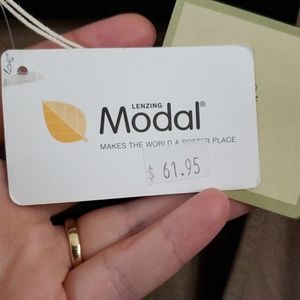 LENZING
Modal®
MAKES THE WORLD A SOFTER PLACE
$ 61.95